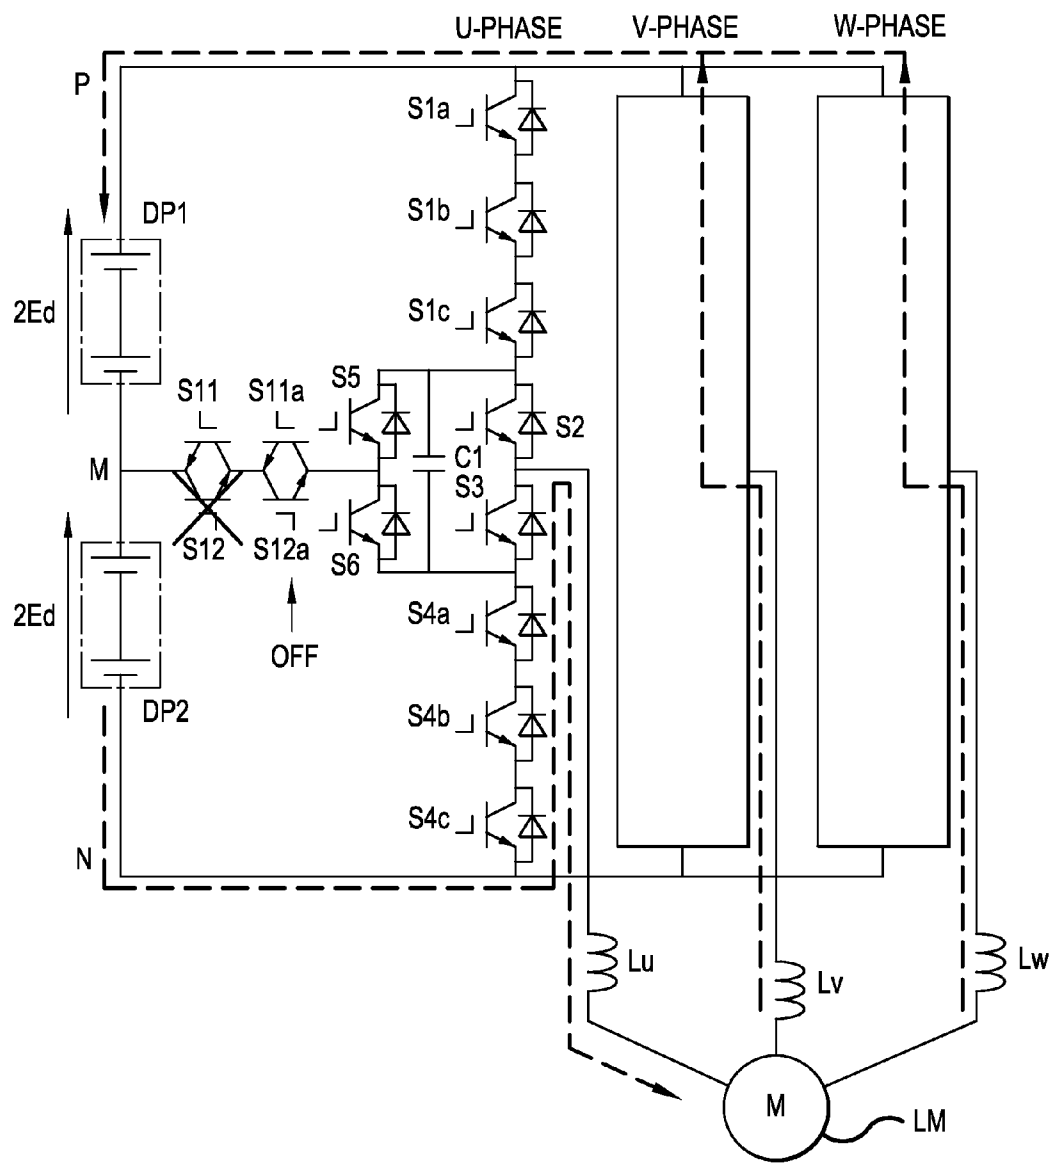 U-PHASE V-PHASE W-PHASE
P
S1a
DP1
S1b
2Ed
S1c
S11 S11a S5
S2
M
C1
S3
S12 S12a S6
2Ed
S4a
OFF
DP2
S4b
S4c
N
Lu
Lv
Lw
M
LM